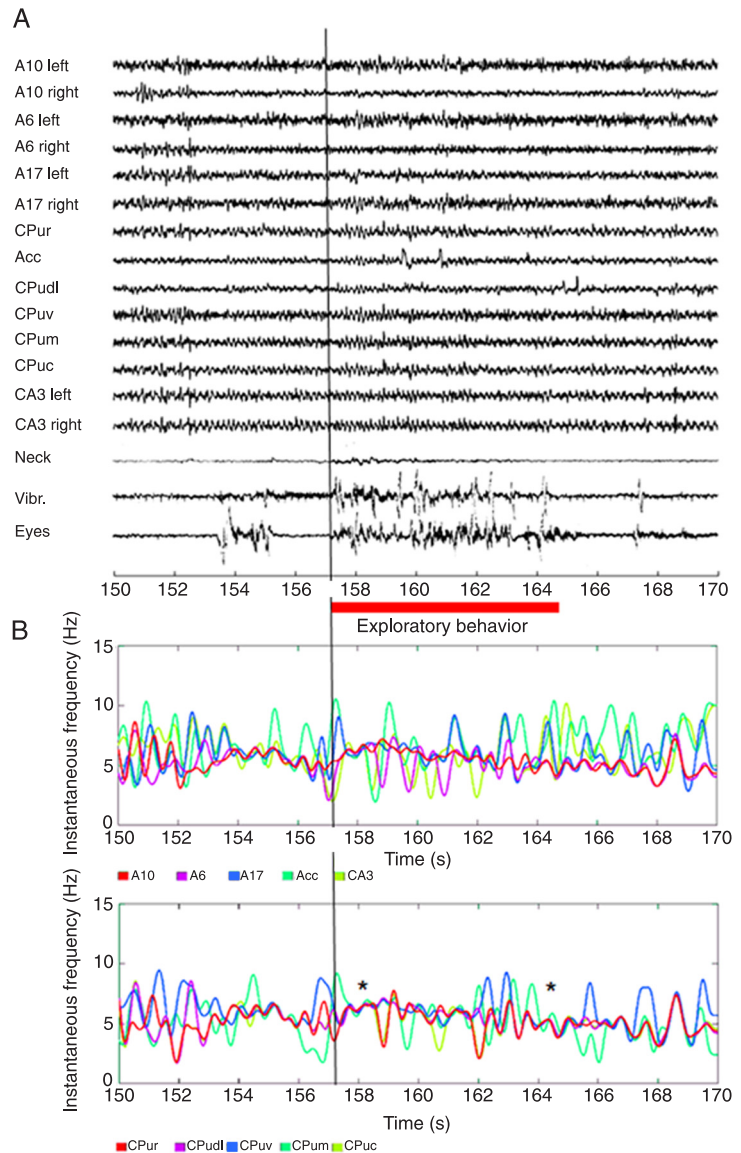 A
A10 left
A10 right
A6 left
A6 right
A17 left
A17 right
CPur
Acc
CPudl
CPuv
CPum
CPuc
CA3 left
CA3 right
Neck
Vibr.
Eyes
150 152 154 156 158 160 162 164 166 168 170
Exploratory behavior
B
Instantaneous frequency (Hz)
15
10
5
0
150 152 154 156 158 160 162 164 166 168 170
Time (s)
A10 A6 A17 Acc CA3
Instantaneous frequency (Hz)
15
10
5
0
* *
150 152 154 156 158 160 162 164 166 168 170
Time (s)
CPur CPudl CPuv CPum CPuc